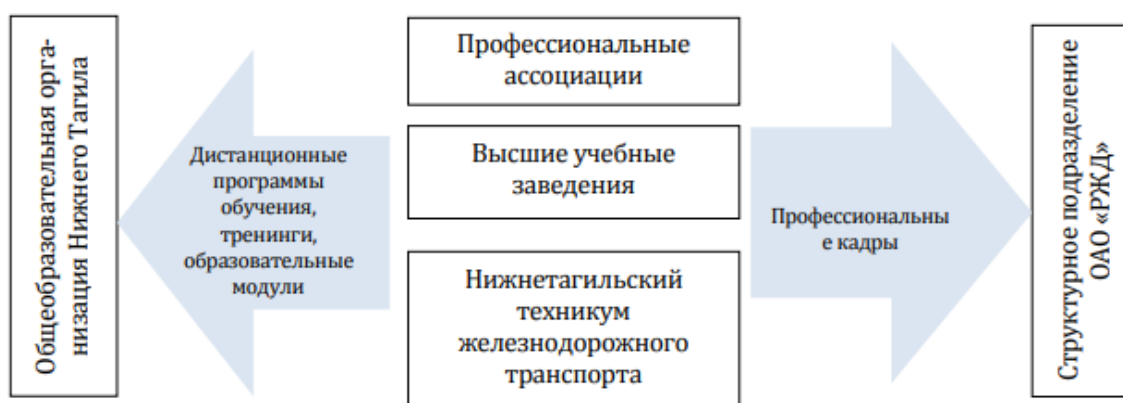 Общеобразовательная орга-
низация Нижнего Тагила
Дистанционные
программы
обучения,
тренинги,
образовательные
модули
Профессиональные
ассоциации
Высшие учебные
заведения
Нижнетагильский
техникум
железнодорожного
транспорта
Профессиональны
е кадры
Структурное подразделение
ОАО «РЖД»